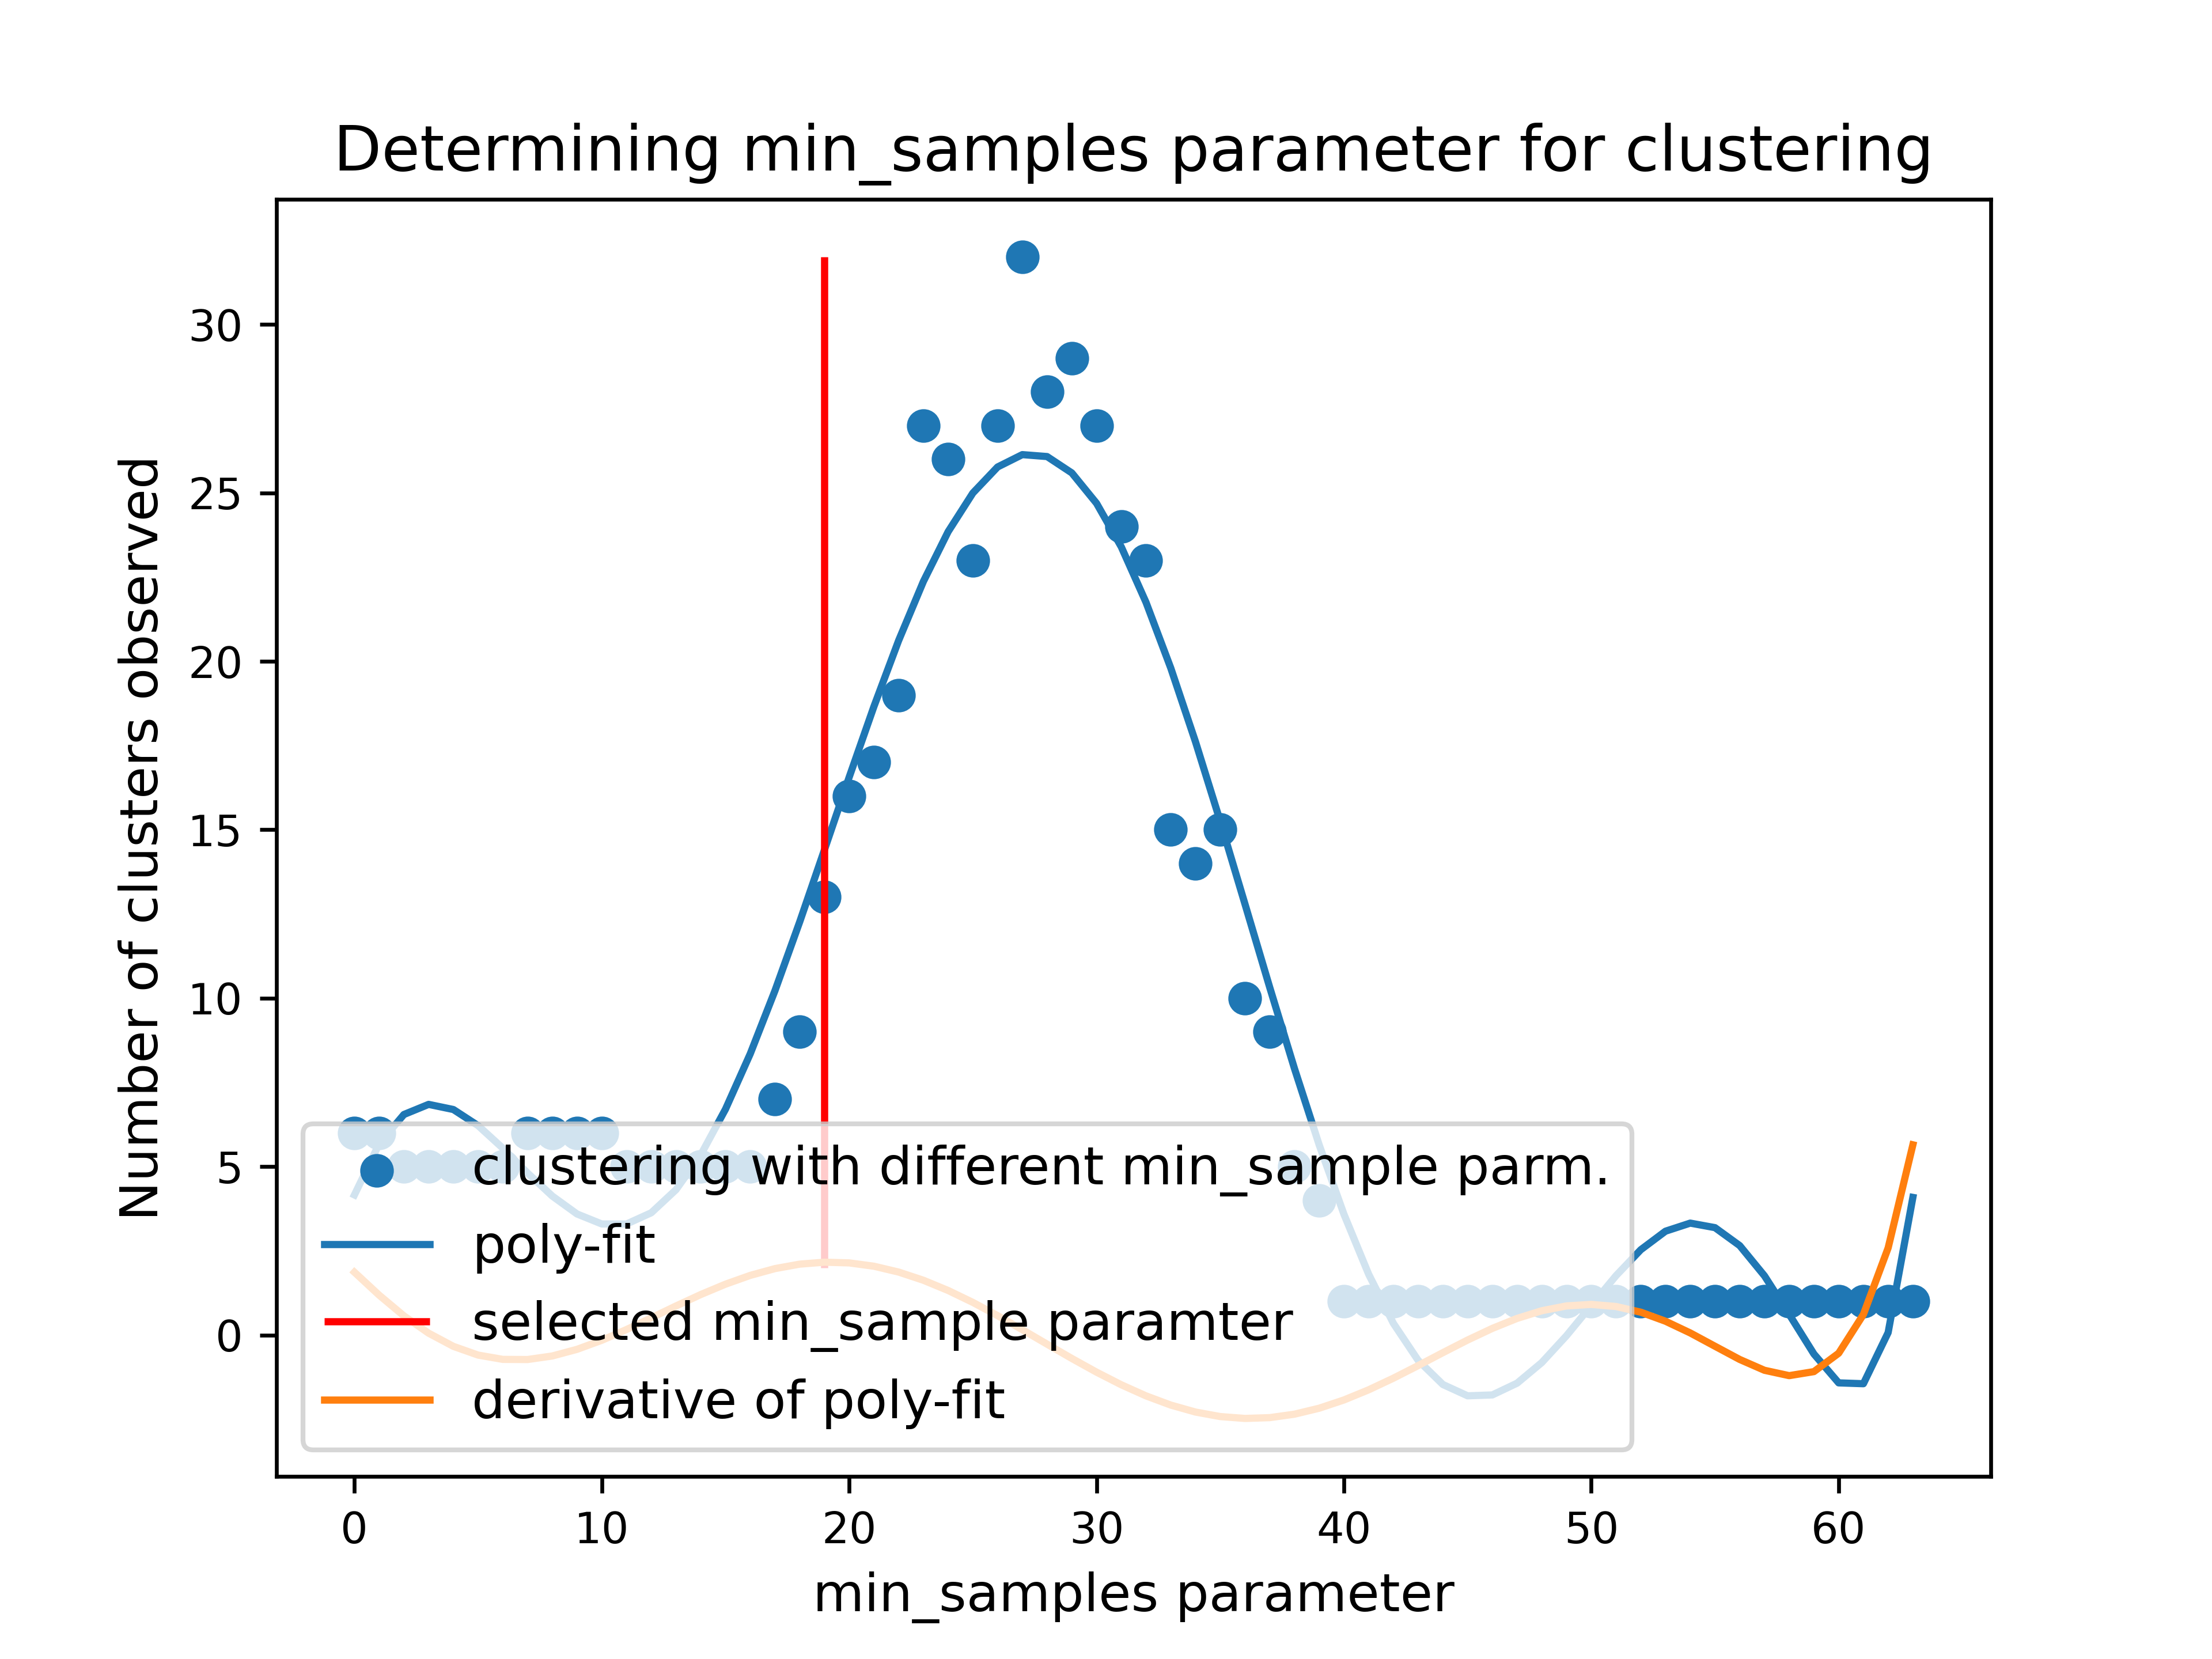 Determining min_samples parameter for clustering
Number of clusters observed
30
25
20
15
10
5
0
clustering with different min_sample parm.
poly-fit
selected min_sample paramter
derivative of poly-fit
0 10 20 30 40 50 60
min_samples parameter